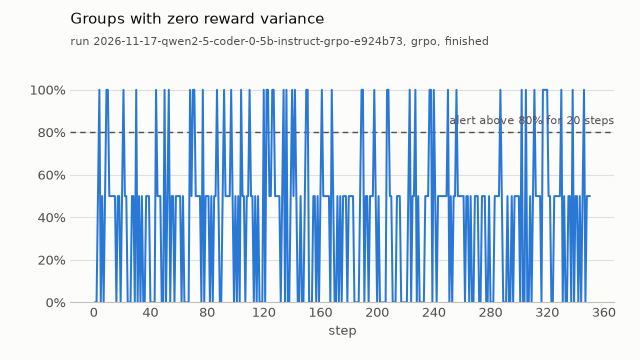 Groups with zero reward variance
run 2026-11-17-qwen2-5-coder-0-5b-instruct-grpo-e924b73, grpo, finished
100%
alert above 80% for 20 steps
80%
60%
40%
20%
0%
0 40 80 120 160 200 240 280 320 360
step